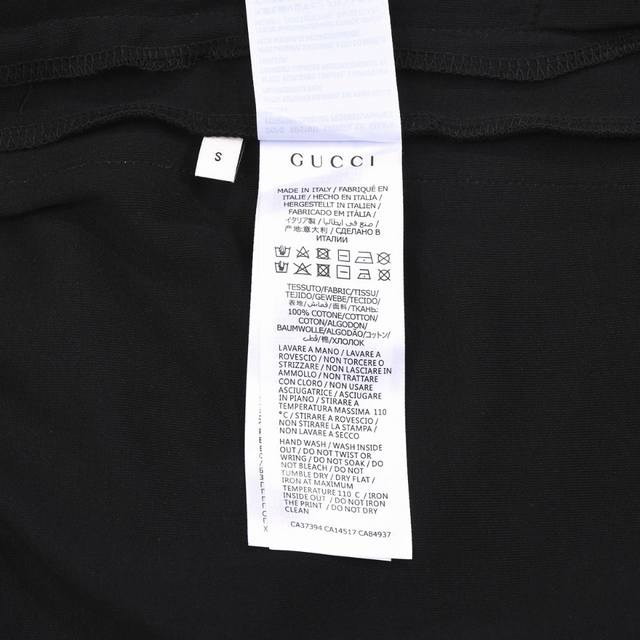 S
GUCCI
MADE IN ITALY / FABRIQUÉ EN
ITALIE / HECHO EN ITALIA /
HERGESTELLT IN ITALIEN /
FABRICADO EM ITÁLIA /
イタリア製 / صنع في ايطاليا /
产地:意大利 / СДЕЛАНО В
ИТАЛИИ
TESSUTO/FABRIC/TISSU/
TEJIDO/GEWEBE/TECIDO/
表地/قماش/面料/ТКАНЬ:
100% COTONE/COTTON/
COTON/ALGODON/
BAUMWOLLE/ALGODÃO/コットン/
قطن/棉/ХЛОПОК
LAVARE A MANO / LAVARE A
ROVESCIO / NON TORCERE O
STRIZZARE / NON LASCIARE IN
AMMOLLO / NON TRATTARE
CON CLORO / NON USARE
ASCIUGATRICE / ASCIUGARE
IN PIANO / STIRARE A
TEMPERATURA MASSIMA 110
°C / STIRARE A ROVESCIO /
NON STIRARE LA STAMPA /
NON LAVARE A SECCO
HAND WASH / WASH INSIDE
OUT / DO NOT TWIST OR
WRING / DO NOT SOAK / DO
NOT BLEACH / DO NOT
TUMBLE DRY / DRY FLAT /
IRON AT MAXIMUM
TEMPERATURE 110 C / IRON
INSIDE OUT / DO NOT IRON
THE PRINT / DO NOT DRY
CLEAN
CA37394 CA14517 CA84937